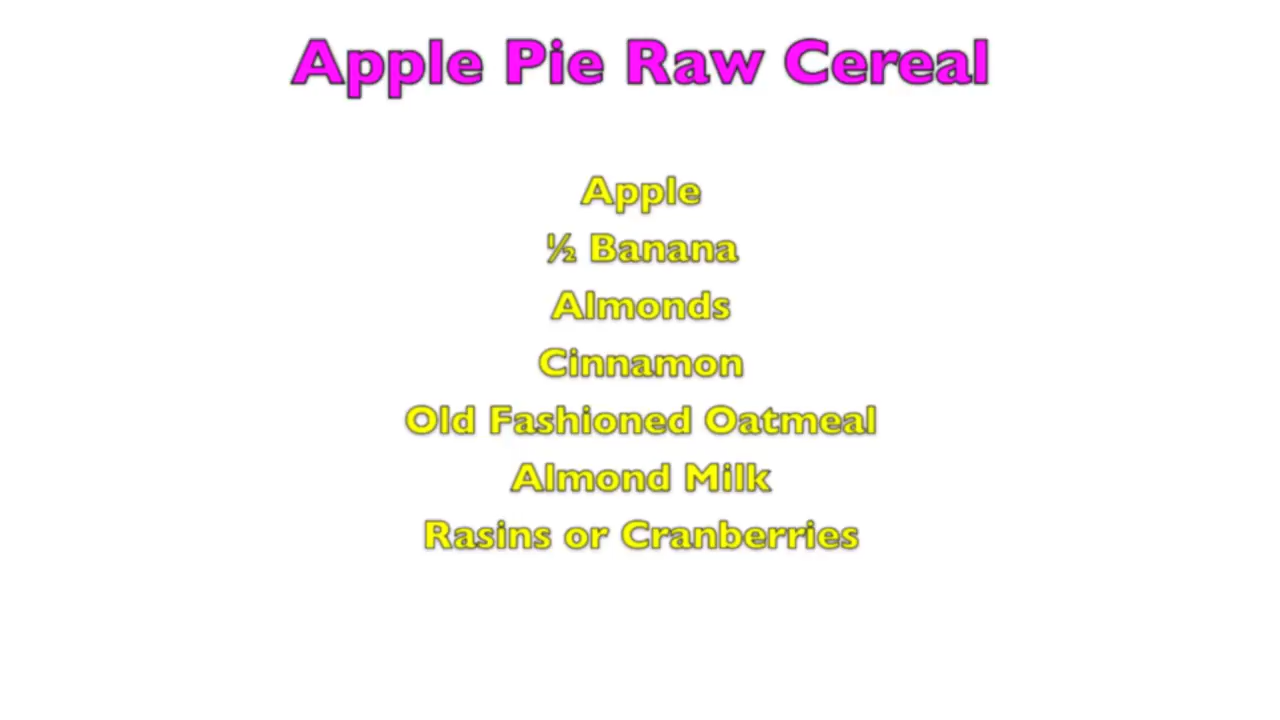 Apple Pie Raw Cereal
Apple
½ Banana
Almonds
Cinnamon
Old Fashioned Oatmeal
Almond Milk
Rasins or Cranberries